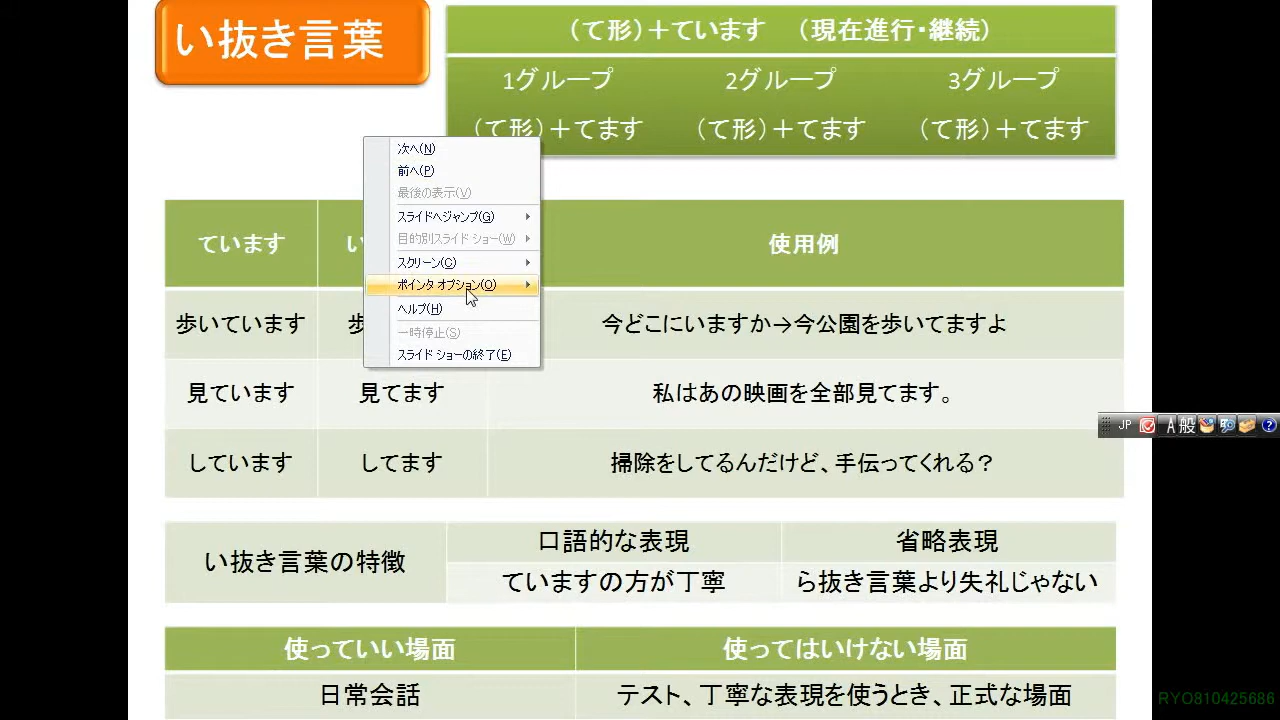 い抜き言葉
(て形)+ています (現在進行・継続)
1グループ 2グループ 3グループ
(て形)+てます (て形)+てます (て形)+てます
次へ(N)
前へ(P)
最後の表示(V)
スライドへジャンプ(G)
目的別スライド ショー(W)
スクリーン(C)
ポインタ オプション(O)
ヘルプ(H)
一時停止(S)
スライド ショーの終了(E)
ています い 使用例
歩いています 歩 今どこにいますか→今公園を歩いてますよ
見ています 見てます 私はあの映画を全部見てます。
JP A 般
しています してます 掃除をしてるんだけど、手伝ってくれる?
い抜き言葉の特徴
口語的な表現 省略表現
ていますの方が丁寧 ら抜き言葉より失礼じゃない
使っていい場面 使ってはいけない場面
日常会話 テスト、丁寧な表現を使うとき、正式な場面
RYO810425686